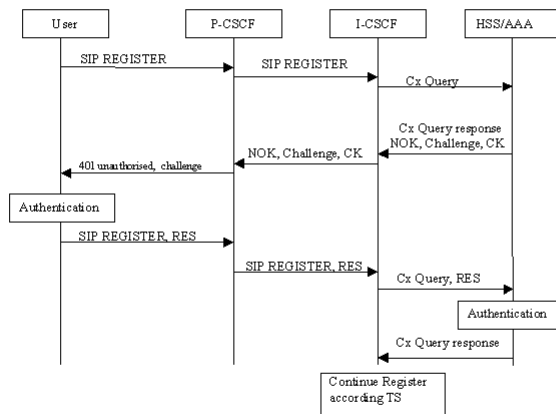 User
P-CSCF
I-CSCF
HSS/AAA
SIP REGISTER
SIP REGISTER
Cx Query
Cx Query response
NOK, Challenge, CK
NOK, Challenge, CK
401 unauthorised, challenge
Authentication
SIP REGISTER, RES
SIP REGISTER, RES
Cx Query, RES
Authentication
Cx Query response
Continue Register
according TS